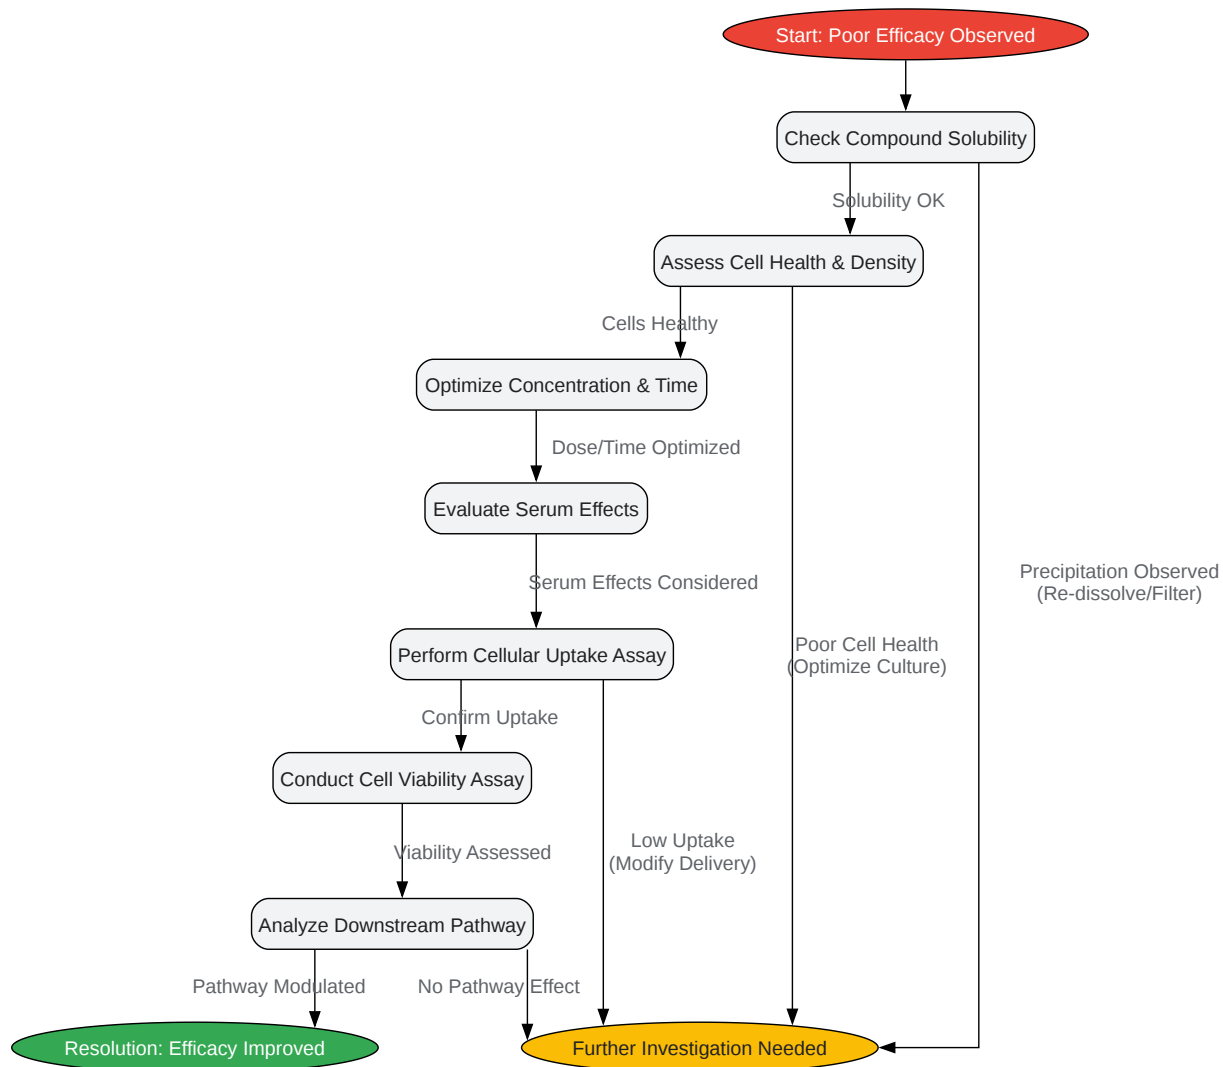 Start: Poor Efficacy Observed
Check Compound Solubility
Solubility OK
Assess Cell Health & Density
Cells Healthy
Optimize Concentration & Time
Dose/Time Optimized
Evaluate Serum Effects
Serum Effects Considered
Precipitation Observed
(Re-dissolve/Filter)
Poor Cell Health
(Optimize Culture)
Perform Cellular Uptake Assay
Confirm Uptake
Conduct Cell Viability Assay
Low Uptake
(Modify Delivery)
Viability Assessed
Analyze Downstream Pathway
Pathway Modulated
No Pathway Effect
Resolution: Efficacy Improved
Further Investigation Needed